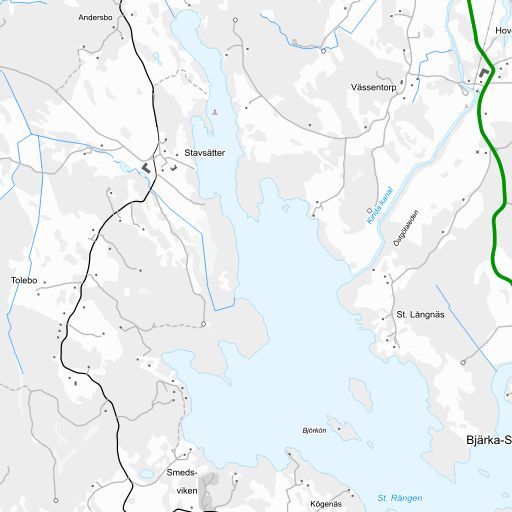 Andersbo
Hov
Vässentorp
Stavsätter
Kinda kanal
Östgötaleden
Tolebo
St. Långnäs
Björkön
Bjärka-S
Smeds-
viken
St. Rängen
Kögenäs